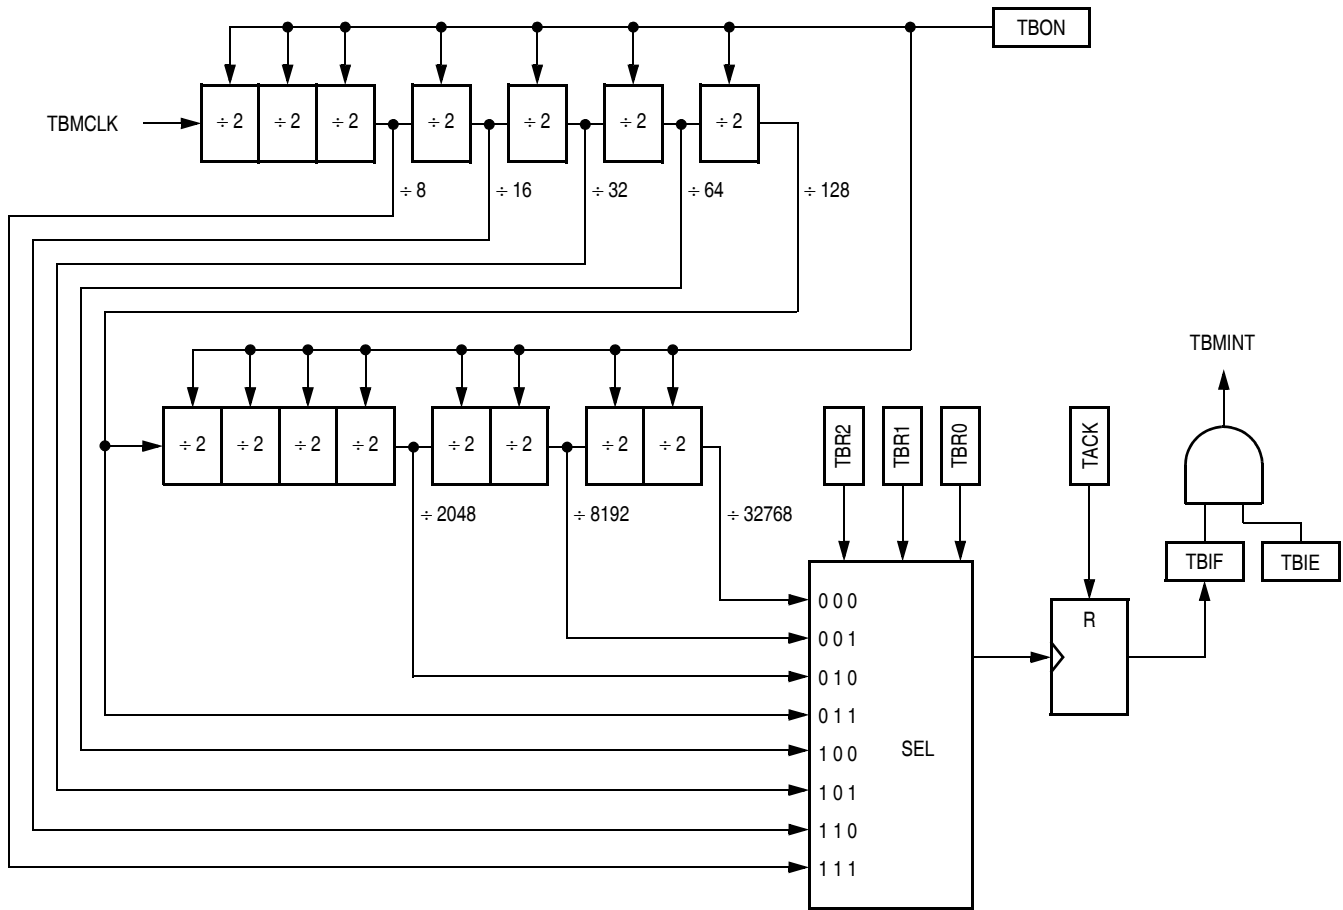 TBON
TBMCLK
÷ 2 ÷ 2 ÷ 2 ÷ 2 ÷ 2 ÷ 2 ÷ 2
÷ 8 ÷ 16 ÷ 32 ÷ 64 ÷ 128
TBMINT
÷ 2 ÷ 2 ÷ 2 ÷ 2 ÷ 2 ÷ 2 ÷ 2 ÷ 2
TBR2 TBR1 TBR0 TACK
÷ 2048 ÷ 8192 ÷ 32768
TBIF TBIE
0 0 0
R
0 0 1
0 1 0
0 1 1
SEL
1 0 0
1 0 1
1 1 0
1 1 1